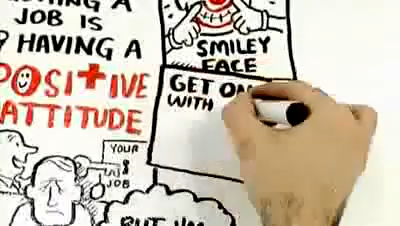 A
JOB IS
HAVING A
POSITIVE
ATTITUDE
SMILEY
FACE
GET ON
WITH
YOUR
JOB
BUT